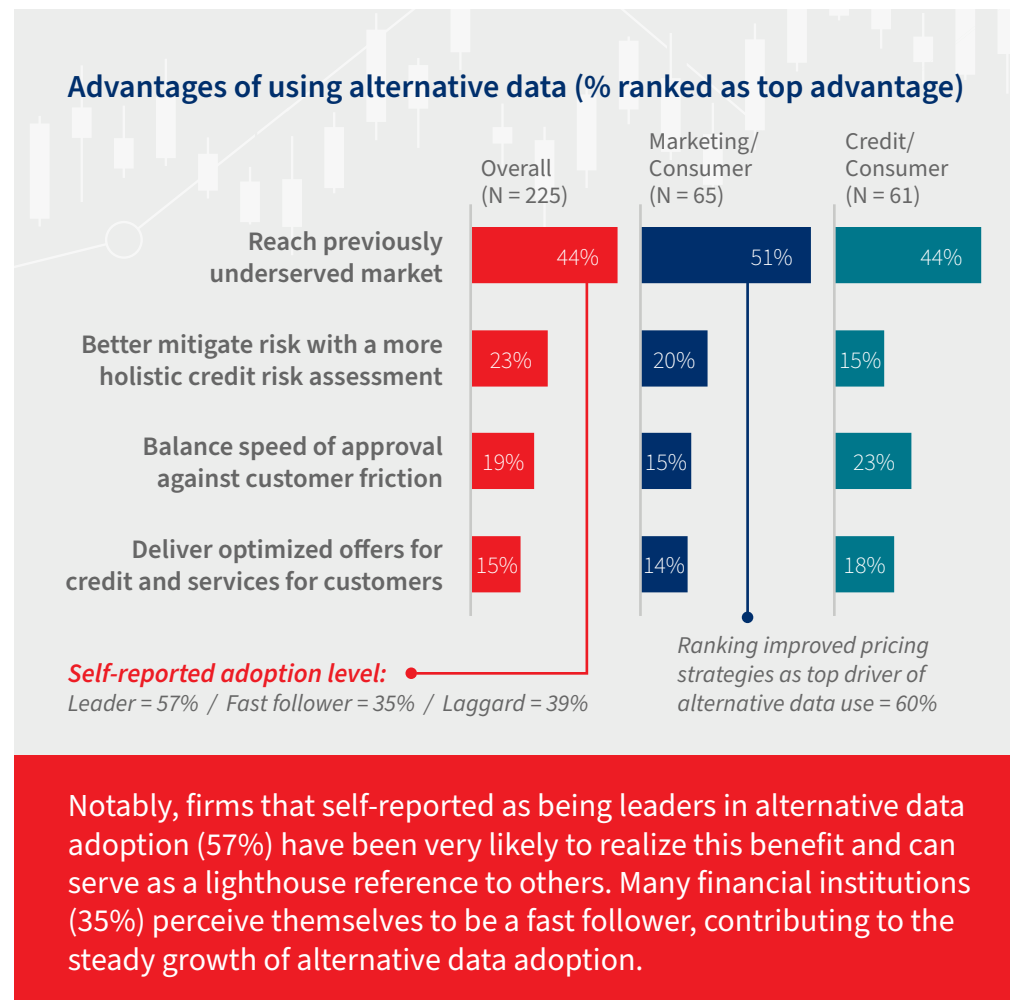 Advantages of using alternative data (% ranked as top advantage)
Overall
(N = 225)
Marketing/
Consumer
(N = 65)
Credit/
Consumer
(N = 61)
Reach previously
underserved market
44%
51%
44%
Better mitigate risk with a more
holistic credit risk assessment
23%
20%
15%
Balance speed of approval
against customer friction
19%
15%
23%
Deliver optimized offers for
credit and services for customers
15%
14%
18%
Self-reported adoption level:
Leader = 57% / Fast follower = 35% / Laggard = 39%
Ranking improved pricing
strategies as top driver of
alternative data use = 60%
Notably, firms that self-reported as being leaders in alternative data
adoption (57%) have been very likely to realize this benefit and can
serve as a lighthouse reference to others. Many financial institutions
(35%) perceive themselves to be a fast follower, contributing to the
steady growth of alternative data adoption.